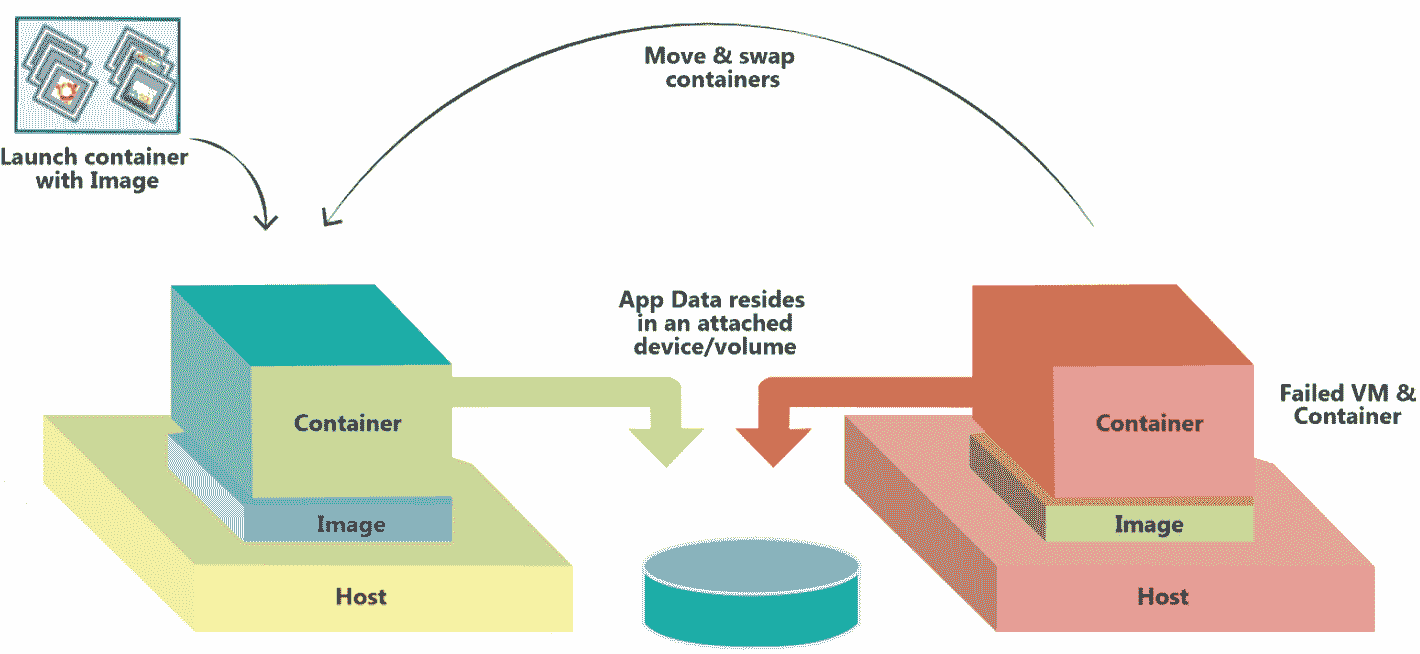 Move & swap
containers
Launch container
with Image
App Data resides
in an attached
device/volume
Failed VM &
Container
Container
Container
Image
Image
Host
Host